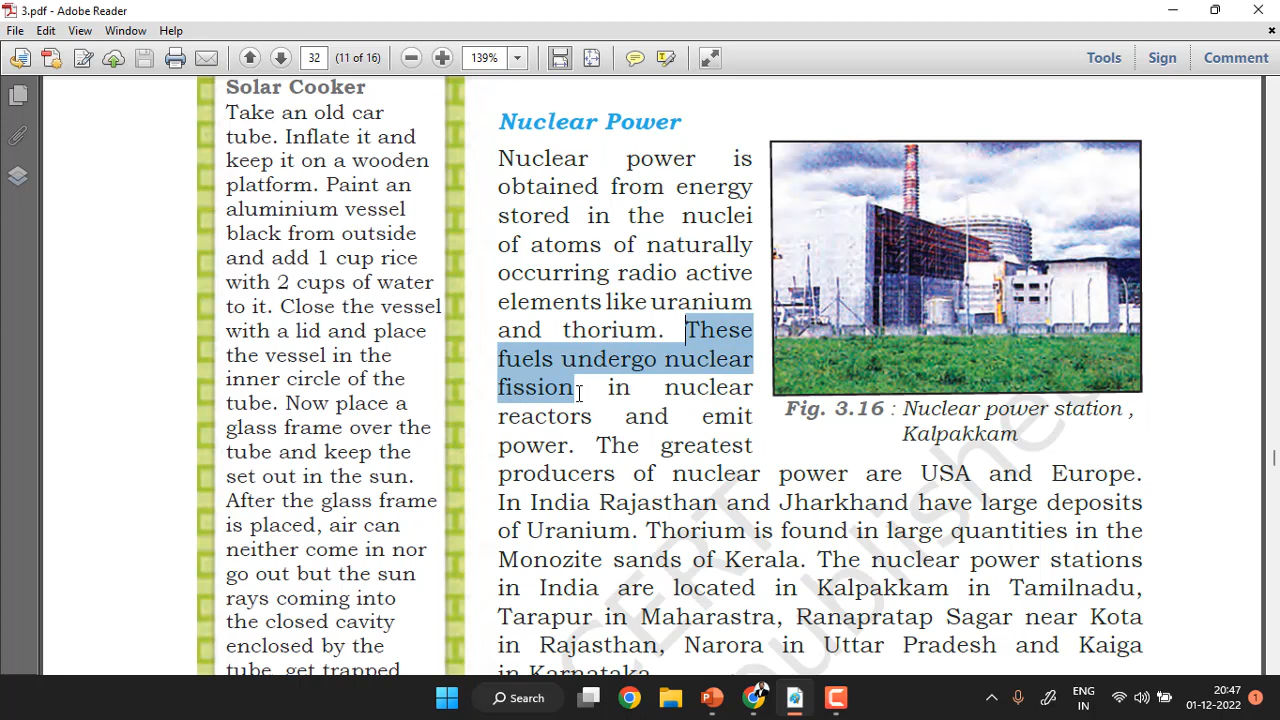 3.pdf - Adobe Reader
File Edit View Window Help
32 (11 of 16) 139% Tools Sign Comment
Solar Cooker
Take an old car
tube. Inflate it and
keep it on a wooden
platform. Paint an
aluminium vessel
black from outside
and add 1 cup rice
with 2 cups of water
to it. Close the vessel
with a lid and place
the vessel in the
inner circle of the
tube. Now place a
glass frame over the
tube and keep the
set out in the sun.
After the glass frame
is placed, air can
neither come in nor
go out but the sun
rays coming into
the closed cavity
enclosed by the
tube, get trapped
Nuclear Power
Nuclear power is
obtained from energy
stored in the nuclei
of atoms of naturally
occurring radio active
elements like uranium
and thorium. These
fuels undergo nuclear
fission in nuclear
reactors and emit
power. The greatest
producers of nuclear power are USA and Europe.
In India Rajasthan and Jharkhand have large deposits
of Uranium. Thorium is found in large quantities in the
Monozite sands of Kerala. The nuclear power stations
in India are located in Kalpakkam in Tamilnadu,
Tarapur in Maharastra, Ranapratap Sagar near Kota
in Rajasthan, Narora in Uttar Pradesh and Kaiga
in Karnataka.
Fig. 3.16 : Nuclear power station ,
Kalpakkam
Search
ENG
IN
20:47
01-12-2022
1